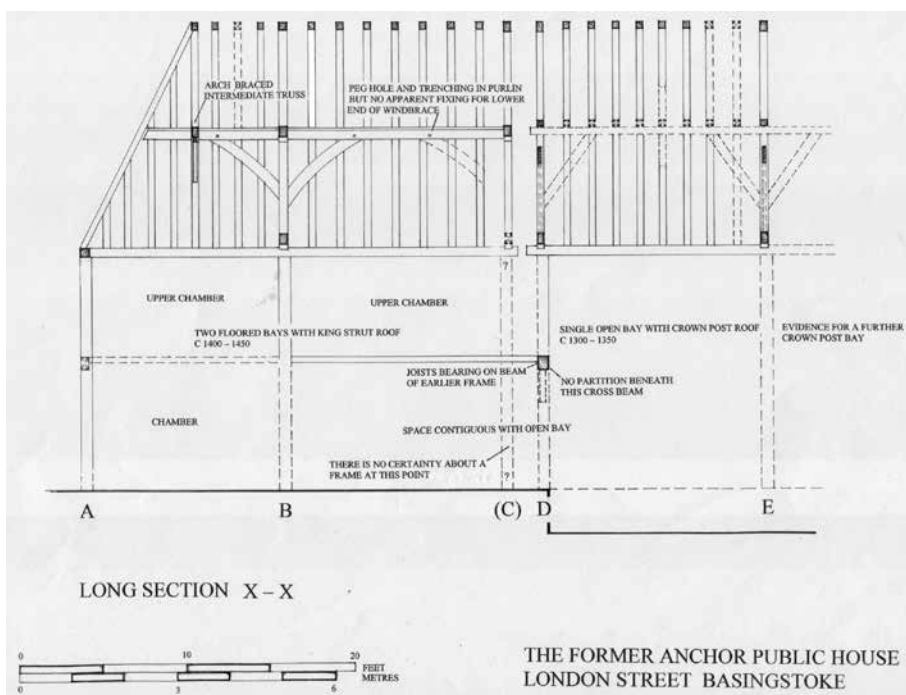 ARCH BRACED
INTERMEDIATE TRUSS
PEG HOLE AND TRENCHING IN PURLIN
BUT NO APPARENT FIXING FOR LOWER
END OF WINDBRACE
?
UPPER CHAMBER
UPPER CHAMBER
TWO FLOORED BAYS WITH KING STRUT ROOF
C 1400 – 1450
SINGLE OPEN BAY WITH CROWN POST ROOF
C 1300 – 1350
EVIDENCE FOR A FURTHER
CROWN POST BAY
JOISTS BEARING ON BEAM
OF EARLIER FRAME
NO PARTITION BENEATH
THIS CROSS BEAM
CHAMBER
SPACE CONTIGUOUS WITH OPEN BAY
THERE IS NO CERTAINTY ABOUT A
FRAME AT THIS POINT
?
A B (C) D E
LONG SECTION X – X
0 10 20
FEET
METRES
0 3 6
THE FORMER ANCHOR PUBLIC HOUSE
LONDON STREET BASINGSTOKE